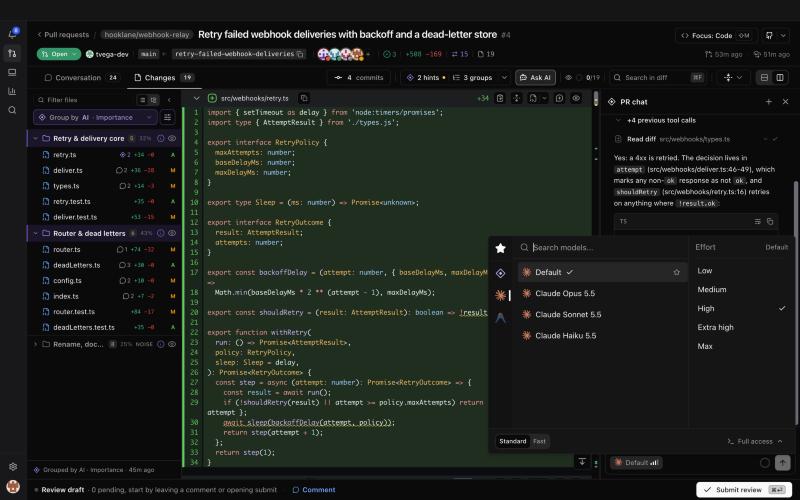 Pull requests / hooklane/webhook-relay Retry failed webhook deliveries with backoff and a dead-letter store #4
Focus: Code
Open tvega-dev main retry-failed-webhook-deliveries 3 +508 −169 15 19
53m ago 51m ago
Conversation 24 Changes 19
4 commits 2 hints 3 groups Ask AI 0/19 Search in diff ⌘F
Filter files
Group by AI · Importance
Retry & delivery core 6 32%
retry.ts 2 +34 −0 A
deliver.ts 2 +36 −28 M
types.ts 2 +14 −3 M
retry.test.ts +35 −0 A
deliver.test.ts +53 −15 M
Router & dead letters 6 43%
router.ts 1 +74 −32 M
deadLetters.ts 3 +30 −0 A
config.ts 2 +10 −0 M
index.ts 2 +7 −2 M
router.test.ts +84 −17 M
deadLetters.test.ts +35 −0 A
Rename, doc... 8 25% NOISE
Grouped by AI · Importance · 45m ago
src/webhooks/retry.ts +34
1 import { setTimeout as delay } from 'node:timers/promises';
2 import type { AttemptResult } from './types.js';
3
4 export interface RetryPolicy {
5 maxAttempts: number;
6 baseDelayMs: number;
7 maxDelayMs: number;
8 }
9
10 export type Sleep = (ms: number) => Promise<unknown>;
11
12 export interface RetryOutcome {
13 result: AttemptResult;
14 attempts: number;
15 }
16
17 export const backoffDelay = (attempt: number, { baseDelayMs, maxDelayM
=>
18 Math.min(baseDelayMs * 2 ** (attempt - 1), maxDelayMs);
19
20 export const shouldRetry = (result: AttemptResult): boolean => !result
21
22 export function withRetry(
23 run: () => Promise<AttemptResult>,
24 policy: RetryPolicy,
25 sleep: Sleep = delay,
26 ): Promise<RetryOutcome> {
27 const step = async (attempt: number): Promise<RetryOutcome> => {
28 const result = await run();
29 if (!shouldRetry(result) || attempt >= policy.maxAttempts) return
attempt };
30 await sleep(backoffDelay(attempt, policy));
31 return step(attempt + 1);
32 };
33 return step(1);
34 }
PR chat
+4 previous tool calls
Read diff src/webhooks/types.ts
Yes: a 4xx is retried. The decision lives in
attempt (src/webhooks/deliver.ts:46–49), which
marks any non-ok response as not ok, and
shouldRetry (src/webhooks/retry.ts:16) retries
on anything where !result.ok:
TS
Search models...
Default
Claude Opus 5.5
Claude Sonnet 5.5
Claude Haiku 5.5
Effort Default
Low
Medium
High
Extra high
Max
Standard Fast
Full access
Default
Review draft · 0 pending, start by leaving a comment or opening submit
Comment
Submit review